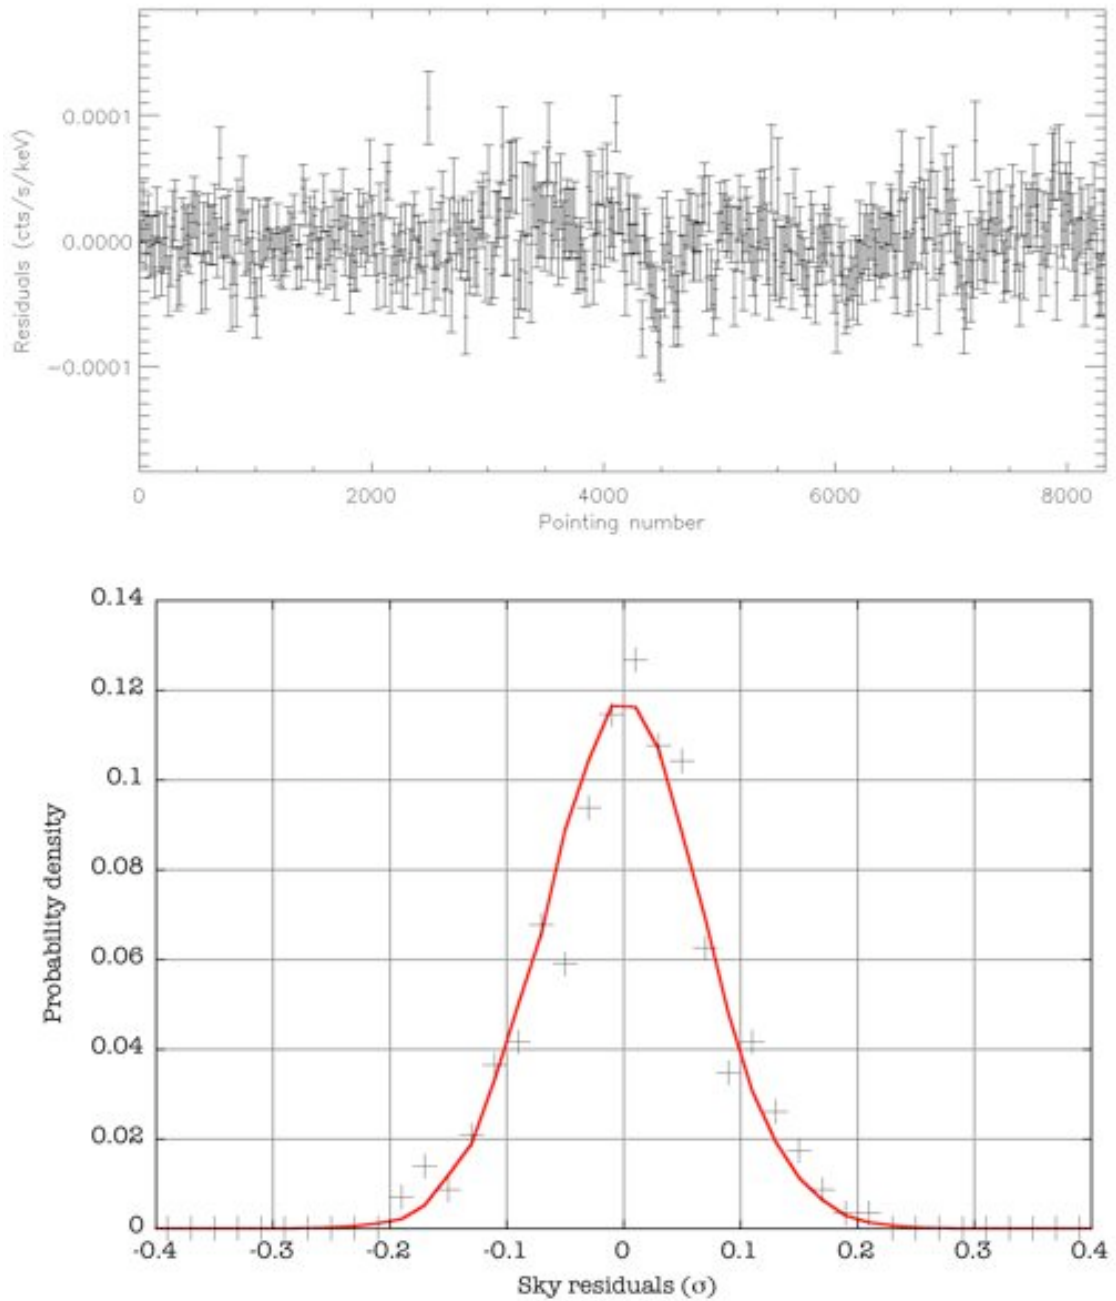 0.0001
0.0000
−0.0001
Residuals (cts/s/keV)
0 2000 4000 6000 8000
Pointing number
0.14
0.12
0.1
0.08
0.06
0.04
0.02
0
Probability density
-0.4 -0.3 -0.2 -0.1 0 0.1 0.2 0.3 0.4
Sky residuals (σ)